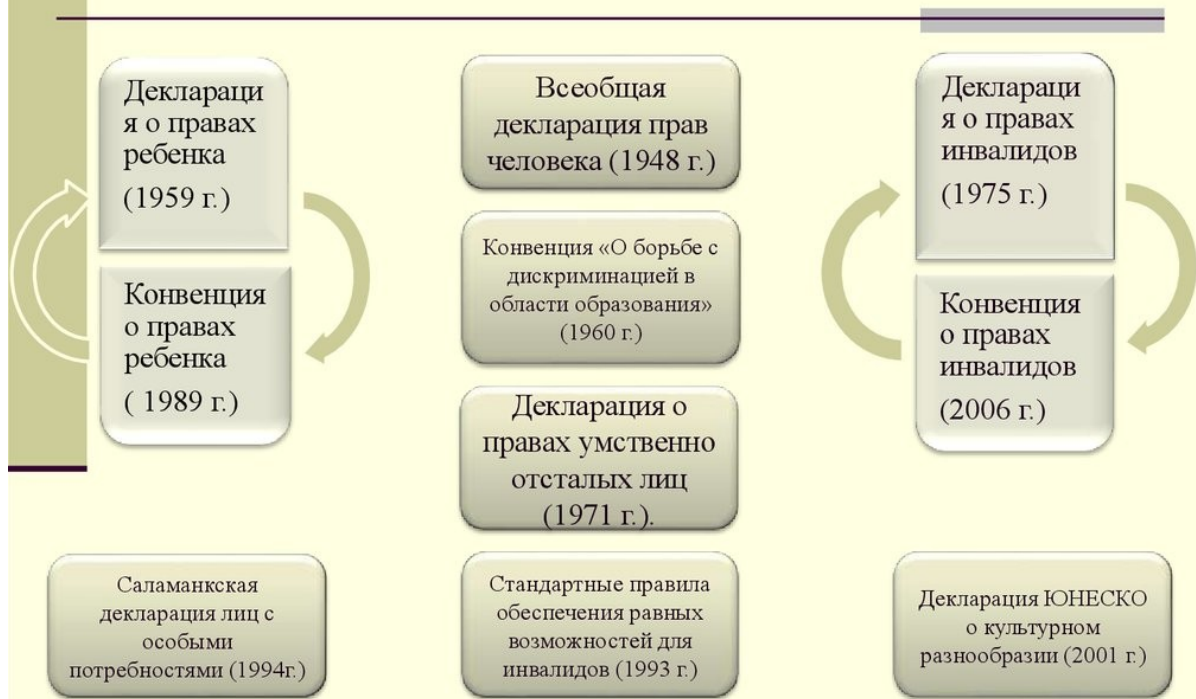 Деклараци
я о правах
ребенка
(1959 г.)
Конвенция
о правах
ребенка
( 1989 г.)
Всеобщая
декларация прав
человека (1948 г.)
Конвенция «О борьбе с
дискриминацией в
области образования»
(1960 г.)
Декларация о
правах умственно
отсталых лиц
(1971 г.).
Деклараци
я о правах
инвалидов
(1975 г.)
Конвенция
о правах
инвалидов
(2006 г.)
Саламанкская
декларация лиц с
особыми
потребностями (1994г.)
Стандартные правила
обеспечения равных
возможностей для
инвалидов (1993 г.)
Декларация ЮНЕСКО
о культурном
разнообразии (2001 г.)